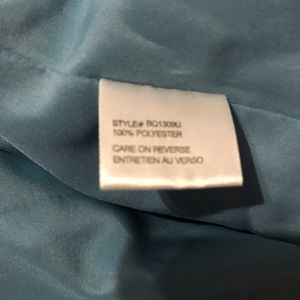 STYLE# BQ1309U
100% POLYESTER
CARE ON REVERSE
ENTRETIEN AU VERSO